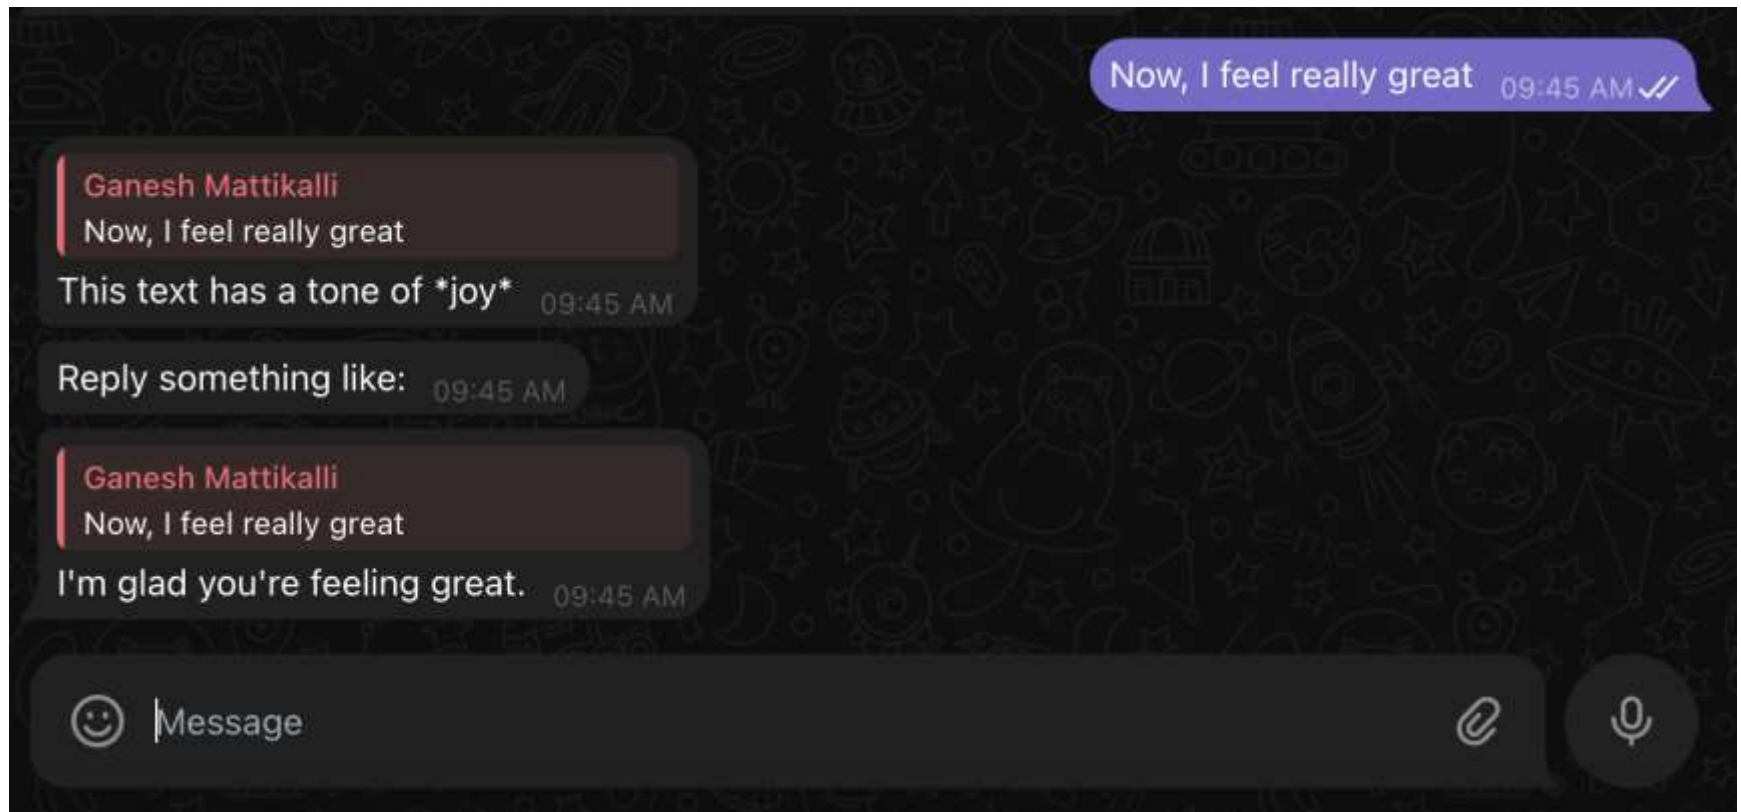 Now, I feel really great 09:45 AM
Ganesh Mattikalli
Now, I feel really great
This text has a tone of *joy* 09:45 AM
Reply something like: 09:45 AM
Ganesh Mattikalli
Now, I feel really great
I'm glad you're feeling great. 09:45 AM
Message